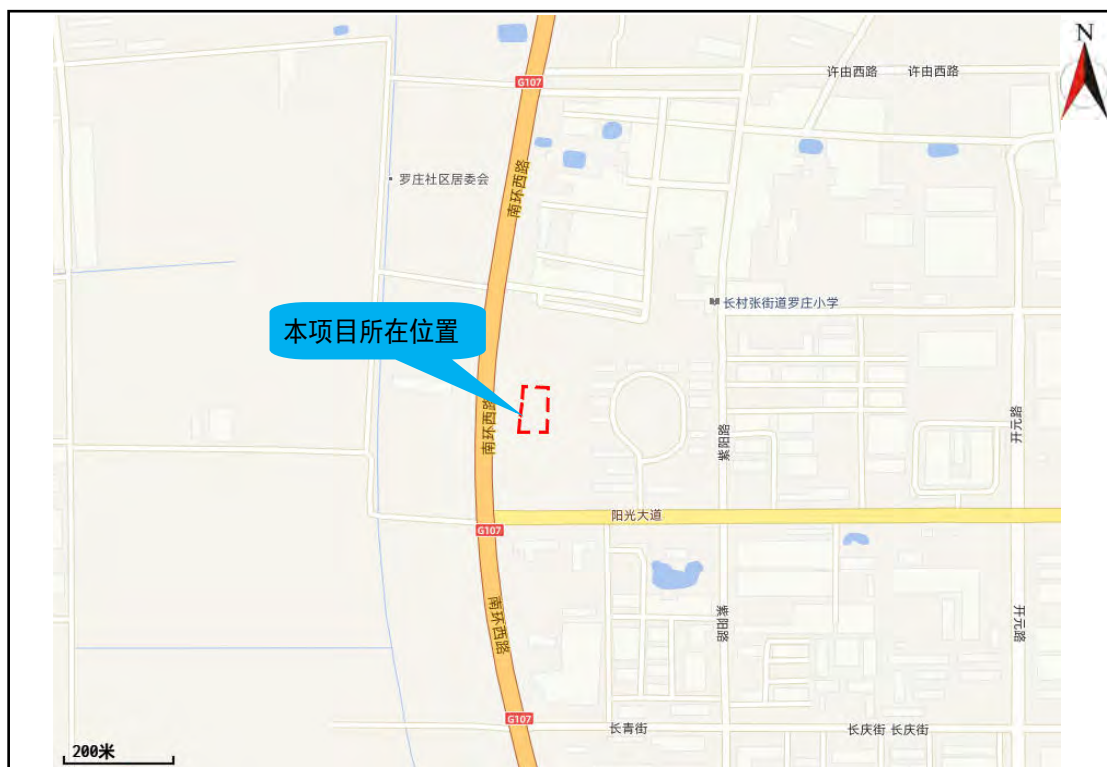 N
许由西路 许由西路
G107
南环西路
罗庄社区居委会
长村张街道罗庄小学
本项目所在位置
南环西路
紫阳路
开元路
阳光大道
G107
南环西路
紫阳路
开元路
G107
长青街
长庆街 长庆街
200米